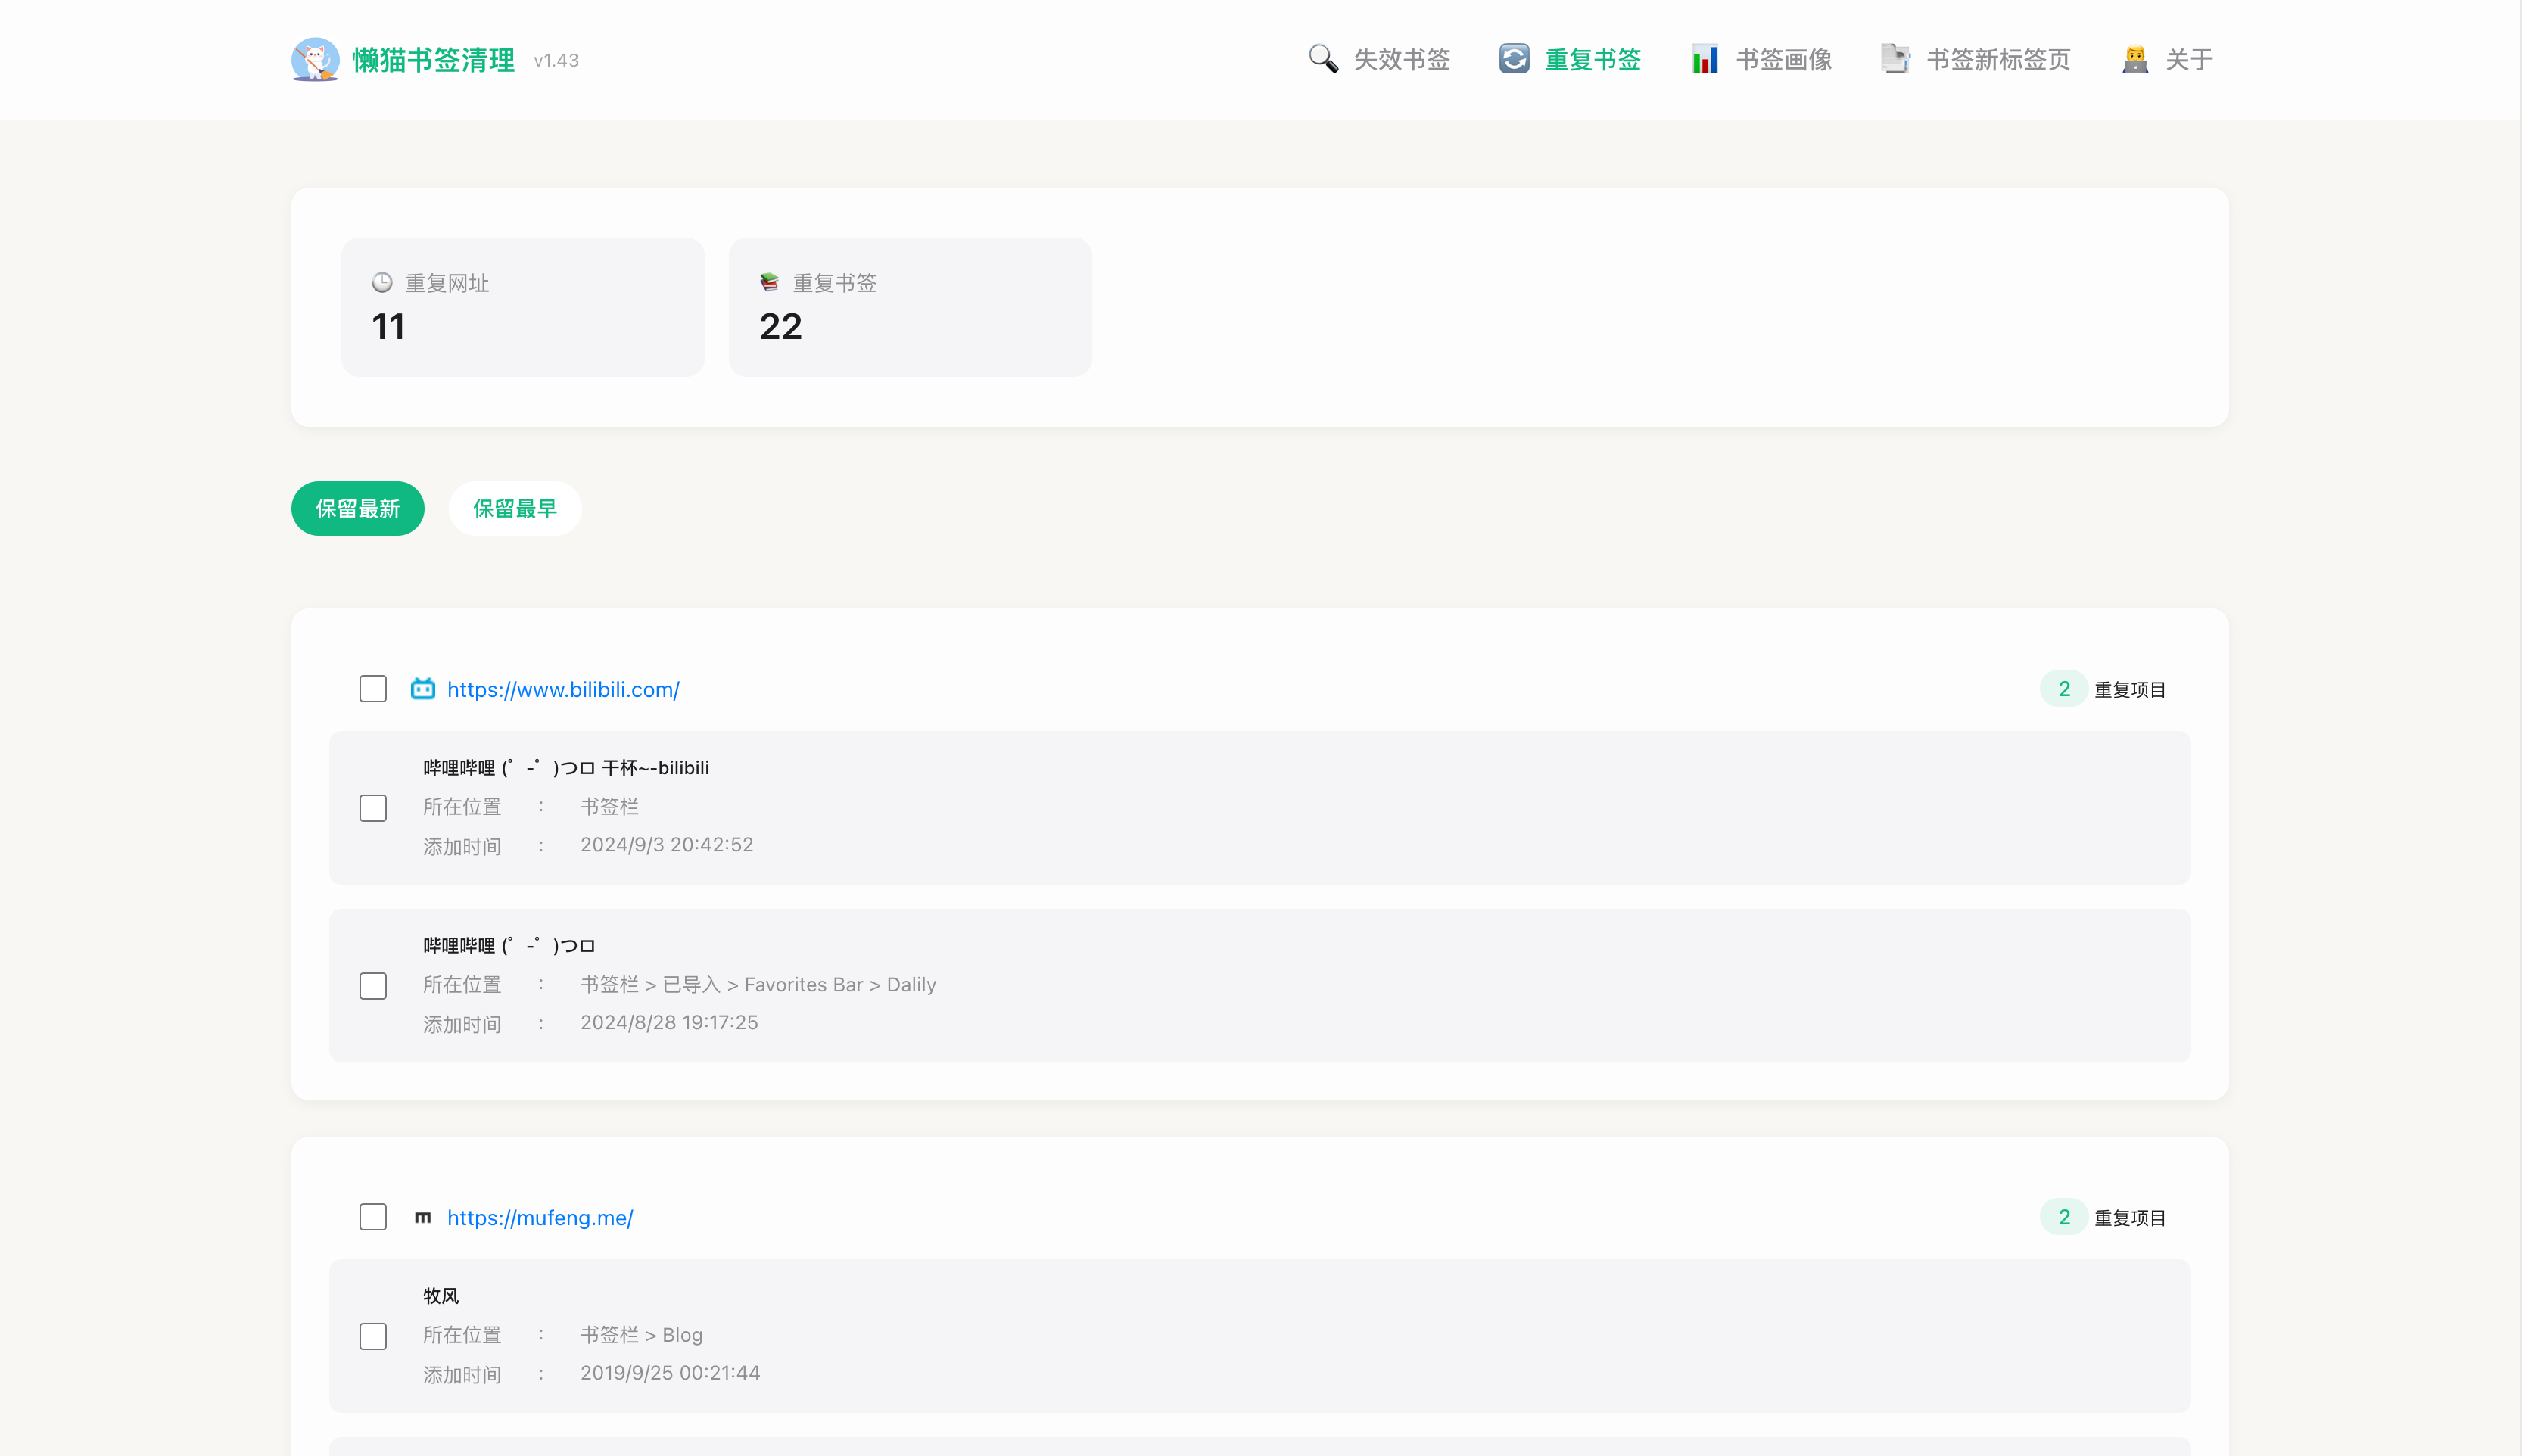 懒猫书签清理 v1.43
失效书签 重复书签 书签画像 书签新标签页 关于
重复网址 重复书签
11 22
保留最新 保留最早
https://www.bilibili.com/ 2 重复项目
哔哩哔哩 (゜-゜)つロ 干杯~-bilibili
所在位置 : 书签栏
添加时间 : 2024/9/3 20:42:52
哔哩哔哩 (゜-゜)つロ
所在位置 : 书签栏 > 已导入 > Favorites Bar > Dalily
添加时间 : 2024/8/28 19:17:25
https://mufeng.me/ 2 重复项目
牧风
所在位置 : 书签栏 > Blog
添加时间 : 2019/9/25 00:21:44